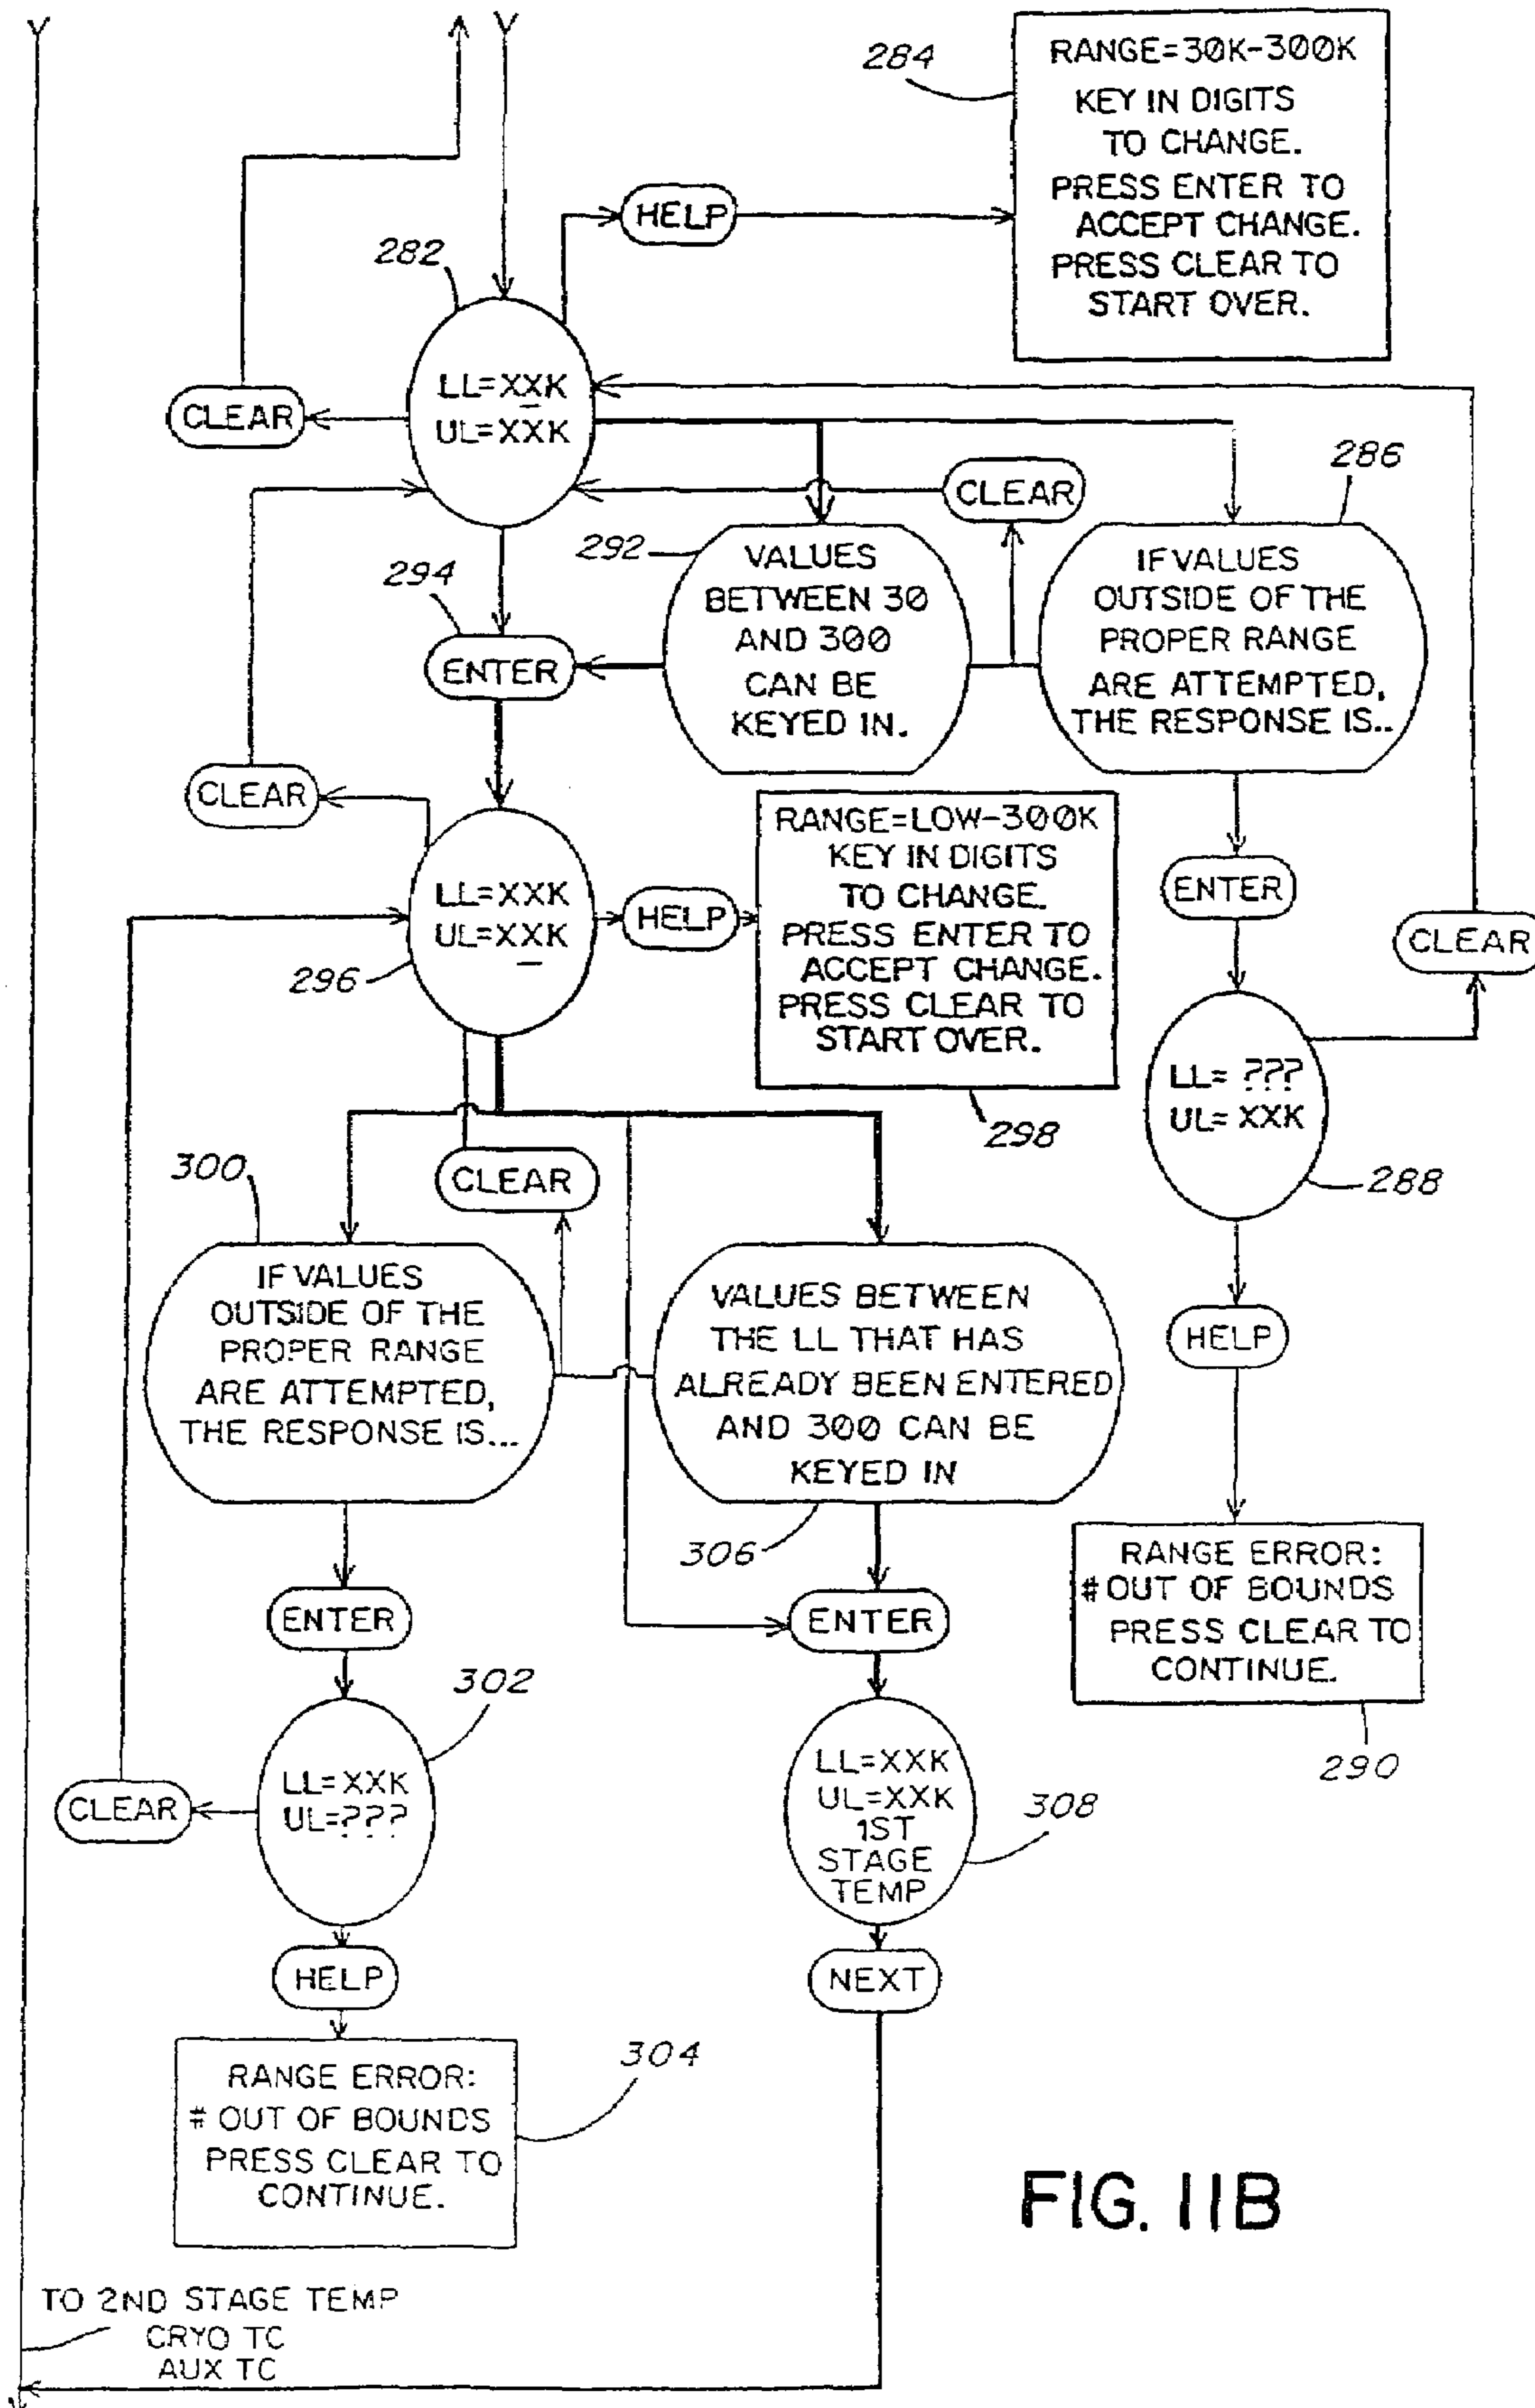 284
RANGE=30K-300K
KEY IN DIGITS
TO CHANGE.
PRESS ENTER TO
ACCEPT CHANGE.
PRESS CLEAR TO
START OVER.
HELP
282
LL=XXK
UL=XXK
CLEAR
CLEAR
286
292
VALUES
BETWEEN 30
AND 300
CAN BE
KEYED IN.
IF VALUES
OUTSIDE OF THE
PROPER RANGE
ARE ATTEMPTED,
THE RESPONSE IS..
294
ENTER
CLEAR
LL=XXK
UL=XXK
296
HELP
RANGE=LOW-300K
KEY IN DIGITS
TO CHANGE.
PRESS ENTER TO
ACCEPT CHANGE.
PRESS CLEAR TO
START OVER.
298
ENTER
CLEAR
LL= ???
UL= XXK
288
HELP
RANGE ERROR:
# OUT OF BOUNDS
PRESS CLEAR TO
CONTINUE.
290
CLEAR
300
IF VALUES
OUTSIDE OF THE
PROPER RANGE
ARE ATTEMPTED,
THE RESPONSE IS...
VALUES BETWEEN
THE LL THAT HAS
ALREADY BEEN ENTERED
AND 300 CAN BE
KEYED IN
306
ENTER
ENTER
302
LL=XXK
UL=???
CLEAR
LL=XXK
UL=XXK
1ST
STAGE
TEMP
308
HELP
NEXT
RANGE ERROR:
# OUT OF BOUNDS
PRESS CLEAR TO
CONTINUE.
304
FIG. 11B
TO 2ND STAGE TEMP
CRYO TC
AUX TC